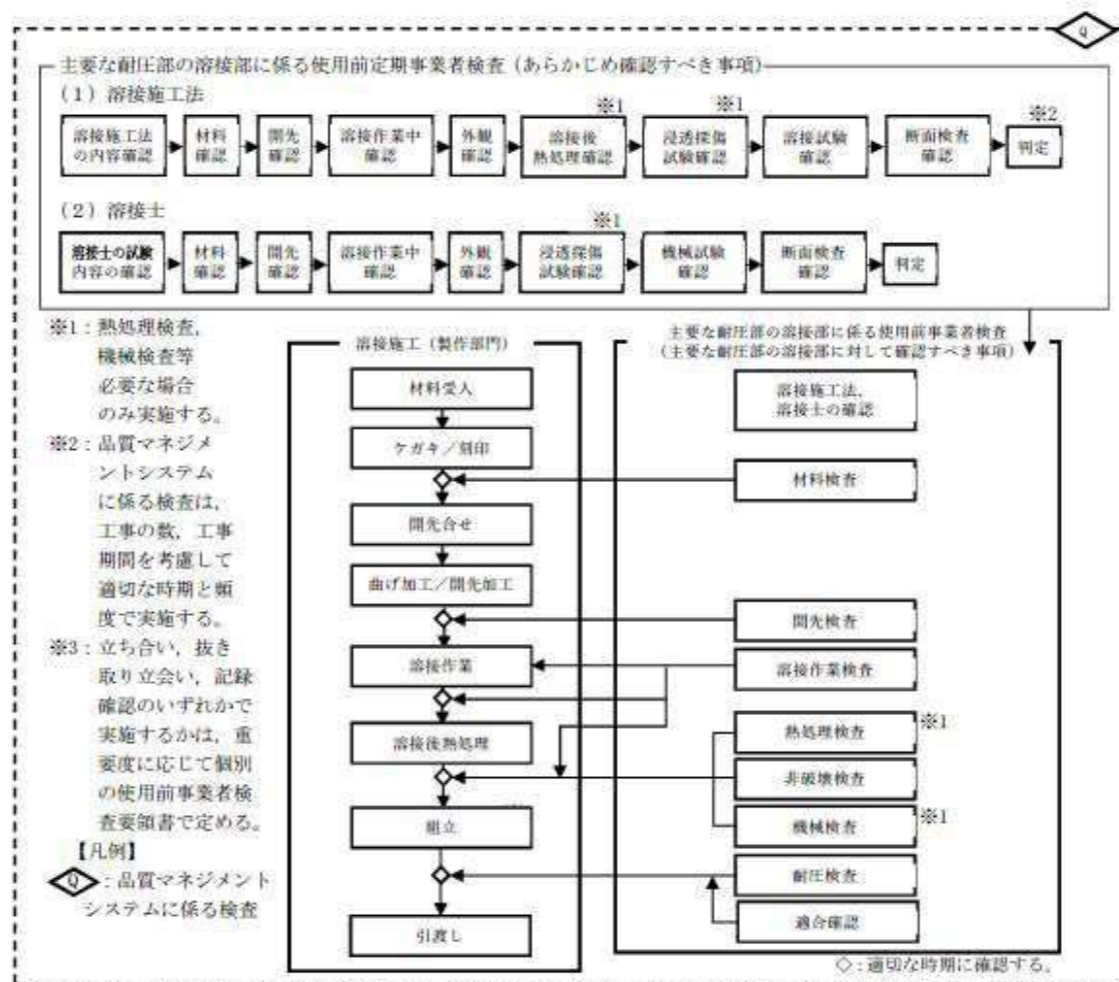 Q
主要な耐圧部の溶接部に係る使用前定期事業者検査（あらかじめ確認すべき事項）
（1）溶接施工法
溶接施工法
の内容確認
材料
確認
開先
確認
溶接作業中
確認
外観
確認
※1
溶接後
熱処理確認
※1
浸透探傷
試験確認
溶接試験
確認
断面検査
確認
※2
判定
（2）溶接士
溶接士の試験
内容の確認
材料
確認
開先
確認
溶接作業中
確認
外観
確認
※1
浸透探傷
試験確認
機械試験
確認
断面検査
確認
判定
※1：熱処理検査，
機械検査等
必要な場合
のみ実施する。
※2：品質マネジメ
ントシステム
に係る検査は，
工事の数，工事
期間を考慮して
適切な時期と頻
度で実施する。
※3：立ち合い，抜き
取り立会い，記録
確認のいずれかで
実施するかは，重
要度に応じて個別
の使用前事業者検
査要領書で定める。
【凡例】
Q：品質マネジメント
システムに係る検査
溶接施工（製作部門）
材料受入
ケガキ／刻印
開先合せ
曲げ加工／開先加工
溶接作業
溶接後熱処理
組立
引渡し
主要な耐圧部の溶接部に係る使用前事業者検査
（主要な耐圧部の溶接部に対して確認すべき事項）
溶接施工法，
溶接士の確認
材料検査
開先検査
溶接作業検査
熱処理検査
※1
非破壊検査
機械検査
※1
耐圧検査
適合確認
◇：適切な時期に確認する。